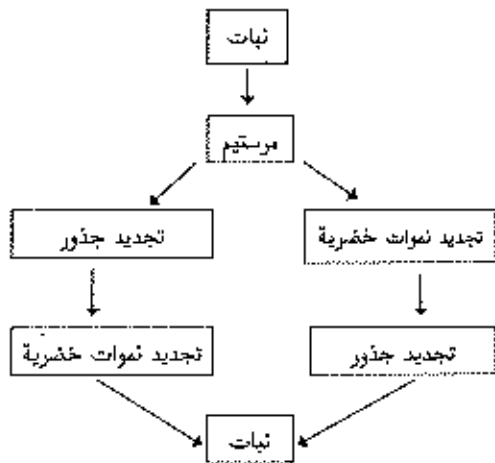 نبات
مرستيم
تجديد نموات خضرية
تجديد جذور
تجديد جذور
تجديد نموات خضرية
نبات